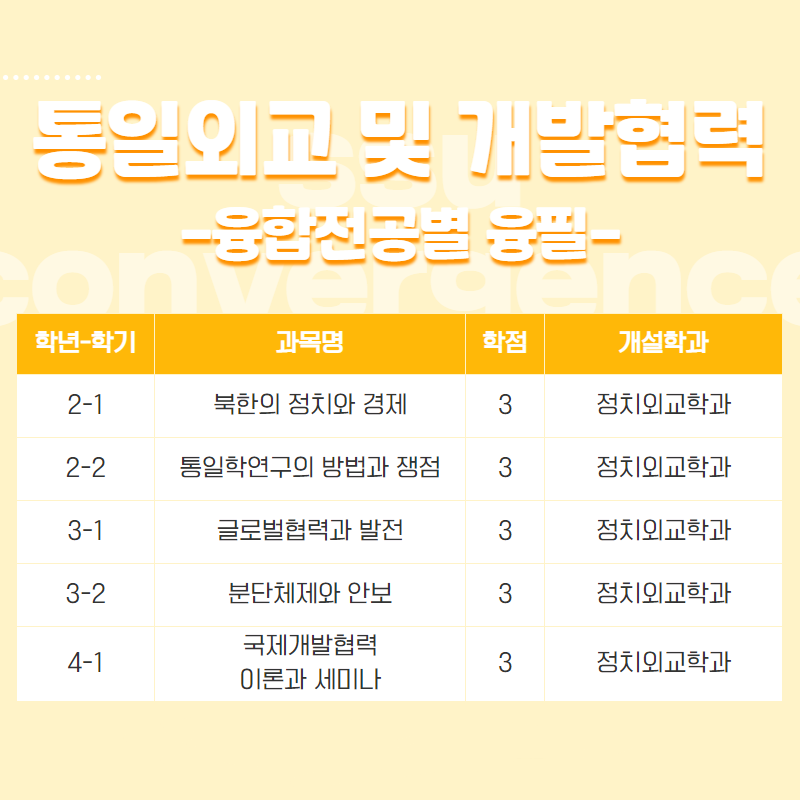 통일외교 및 개발협력
-융합전공별 융필-
ssu
convergence
학년-학기 과목명 학점 개설학과
2-1 북한의 정치와 경제 3 정치외교학과
2-2 통일학연구의 방법과 쟁점 3 정치외교학과
3-1 글로벌협력과 발전 3 정치외교학과
3-2 분단체제와 안보 3 정치외교학과
4-1 국제개발협력 3 정치외교학과
이론과 세미나